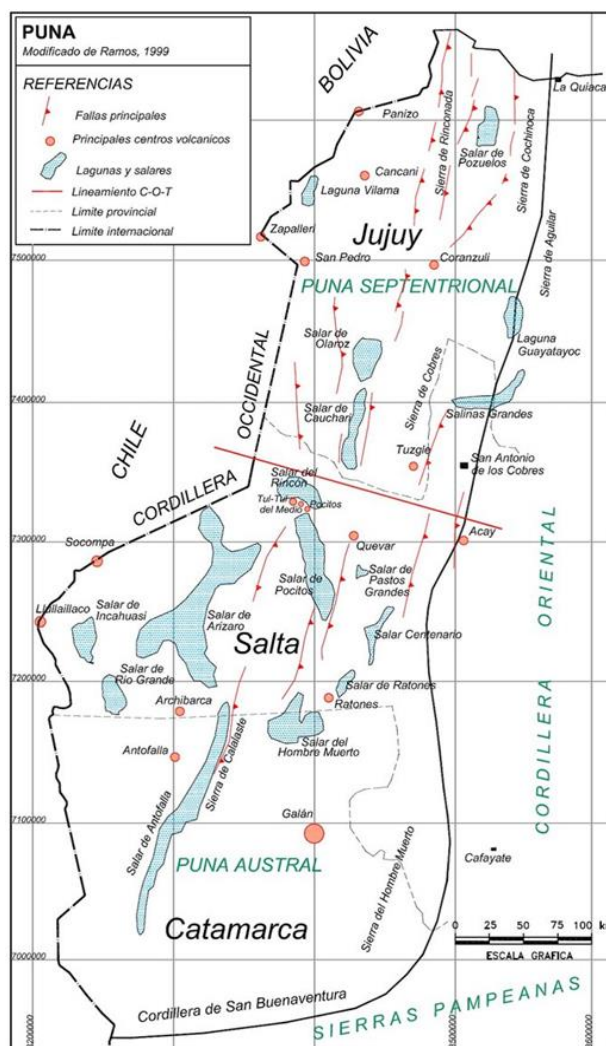 PUNA
Modificado de Ramos, 1999
REFERENCIAS
Fallas principales
Principales centros volcanicos
Lagunas y salares
Lineamiento C-O-T
Limite provincial
Limite internacional
BOLIVIA
La Quiaca
Panizo
Sierra de Rinconada
Salar de
Pozuelos
Sierra de Cochinoca
Cancani
Laguna Vilama
Jujuy
Zapalleri
San Pedro
Coranzuli
Sierra de Aguilar
7500000
PUNA SEPTENTRIONAL
Salar de
Olaroz
Laguna
Guayatayoc
Sierra de Cobres
OCCIDENTAL
7400000
Salar de
Cauchari
Salinas Grandes
CHILE
Tuzgle
San Antonio
de los Cobres
CORDILLERA
Salar del
Rincón
Tul-Tul
del Medio
Pocitos
Acay
7300000
Socompa
Quevar
Salar de
Pocitos
Salar de
Pastos
Grandes
Llullaillaco
Salar de
Incahuasi
Salar de
Arizaro
Salta
Salar Centenario
CORDILLERA ORIENTAL
7200000
Salar de
Rio Grande
Salar de Ratones
Archibarca
Ratones
Antofalla
Sierra de Calalaste
Salar del
Hombre Muerto
7100000
Galán
Salar de Antofalla
PUNA AUSTRAL
Sierra del Hombre Muerto
Cafayate
Catamarca
0 25 50 75 100
ESCALA GRAFICA
7000000
Cordillera de San Buenaventura
SIERRAS PAMPEANAS